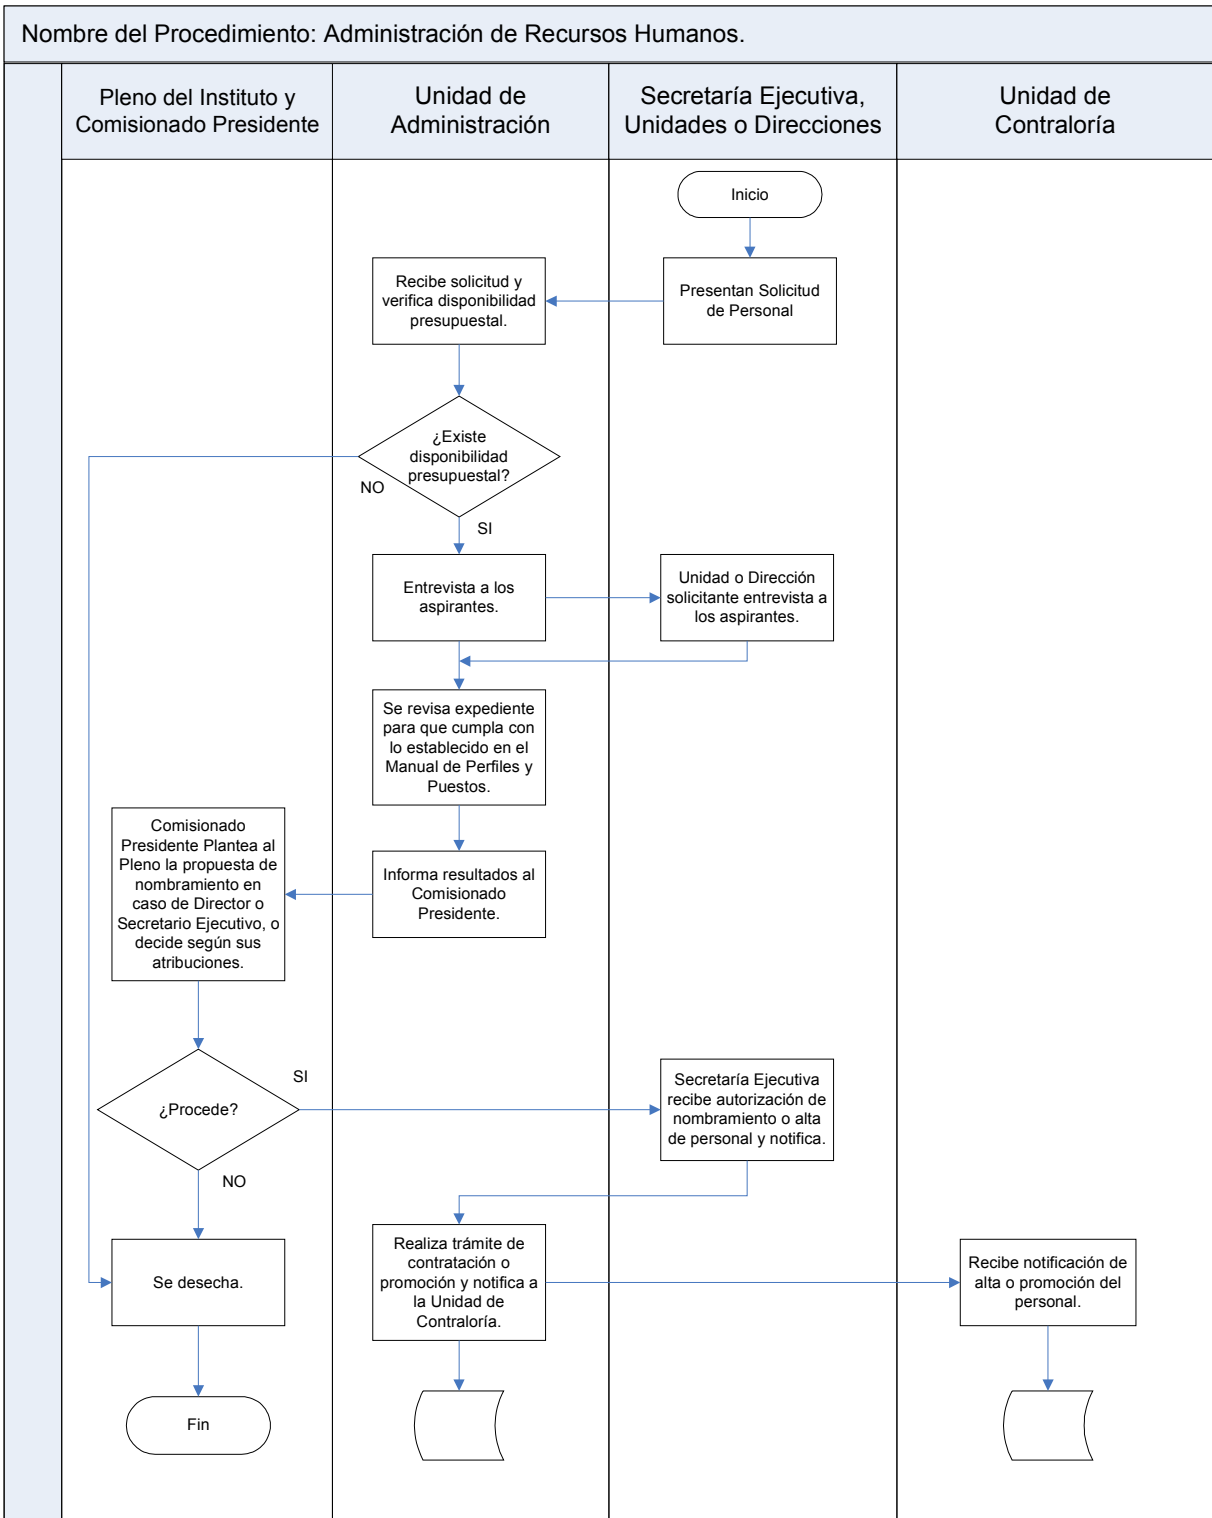 Nombre del Procedimiento: Administración de Recursos Humanos.
Pleno del Instituto y
Comisionado Presidente
Unidad de
Administración
Secretaría Ejecutiva,
Unidades o Direcciones
Unidad de
Contraloría
Inicio
Presentan Solicitud
de Personal
Recibe solicitud y
verifica disponibilidad
presupuestal.
¿Existe
disponibilidad
presupuestal?
NO
SI
Entrevista a los
aspirantes.
Unidad o Dirección
solicitante entrevista a
los aspirantes.
Se revisa expediente
para que cumpla con
lo establecido en el
Manual de Perfiles y
Puestos.
Informa resultados al
Comisionado
Presidente.
Comisionado
Presidente Plantea al
Pleno la propuesta de
nombramiento en
caso de Director o
Secretario Ejecutivo, o
decide según sus
atribuciones.
¿Procede?
SI
NO
Secretaría Ejecutiva
recibe autorización de
nombramiento o alta
de personal y notifica.
Realiza trámite de
contratación o
promoción y notifica a
la Unidad de
Contraloría.
Recibe notificación de
alta o promoción del
personal.
Se desecha.
Fin